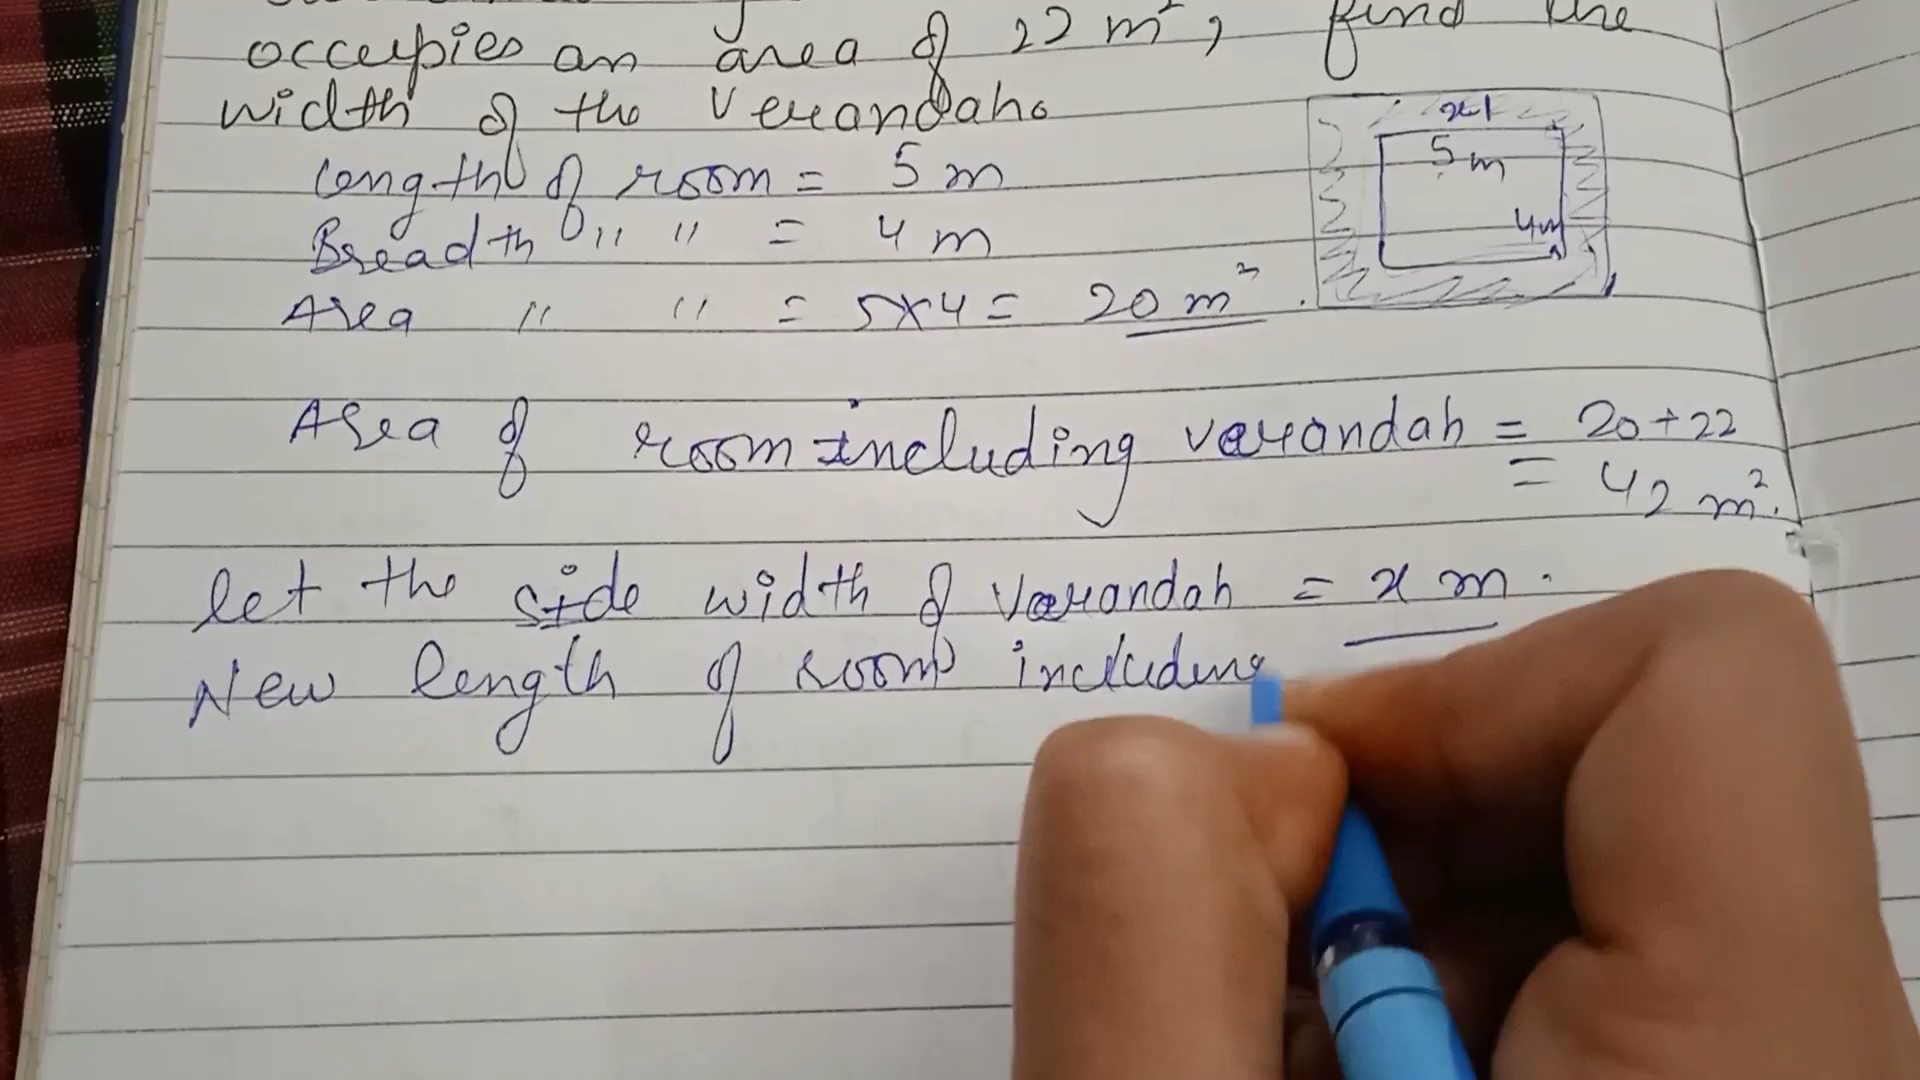 occupies an area of 22 m², find the
width of the Verandah.
x
5 m
4m
length of room = 5 m
Breadth " " = 4 m
Area " " = 5×4 = 20 m².
Area of room including verandah = 20+22
= 42 m².
let the side width of Verandah = x m.
New length of room including